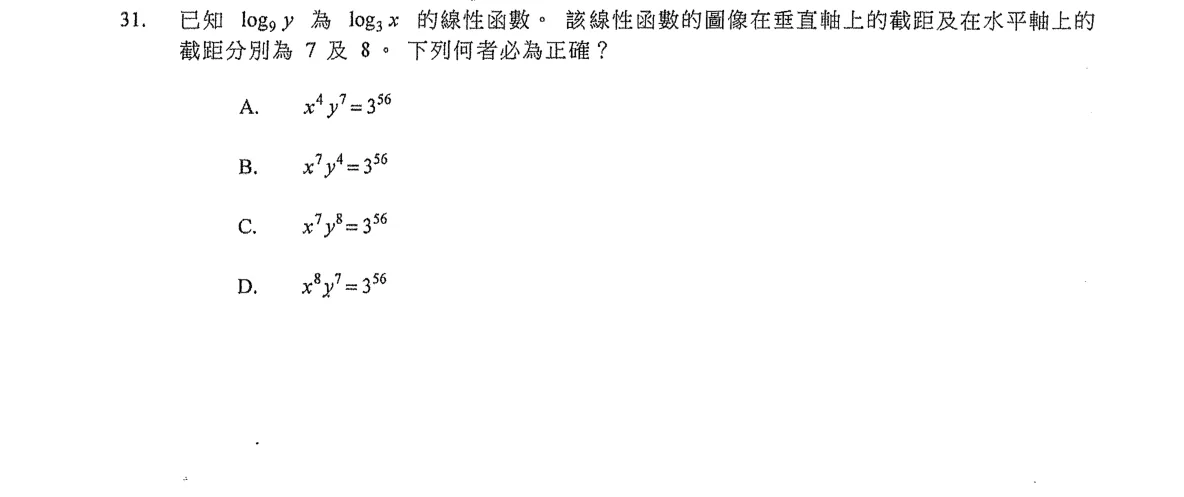 31. 已知 log₉ y 為 log₃ x 的線性函數。 該線性函數的圖像在垂直軸上的截距及在水平軸上的
截距分別為 7 及 8 。 下列何者必為正確？
A. x⁴y⁷ = 3⁵⁶
B. x⁷y⁴ = 3⁵⁶
C. x⁷y⁸ = 3⁵⁶
D. x⁸y⁷ = 3⁵⁶